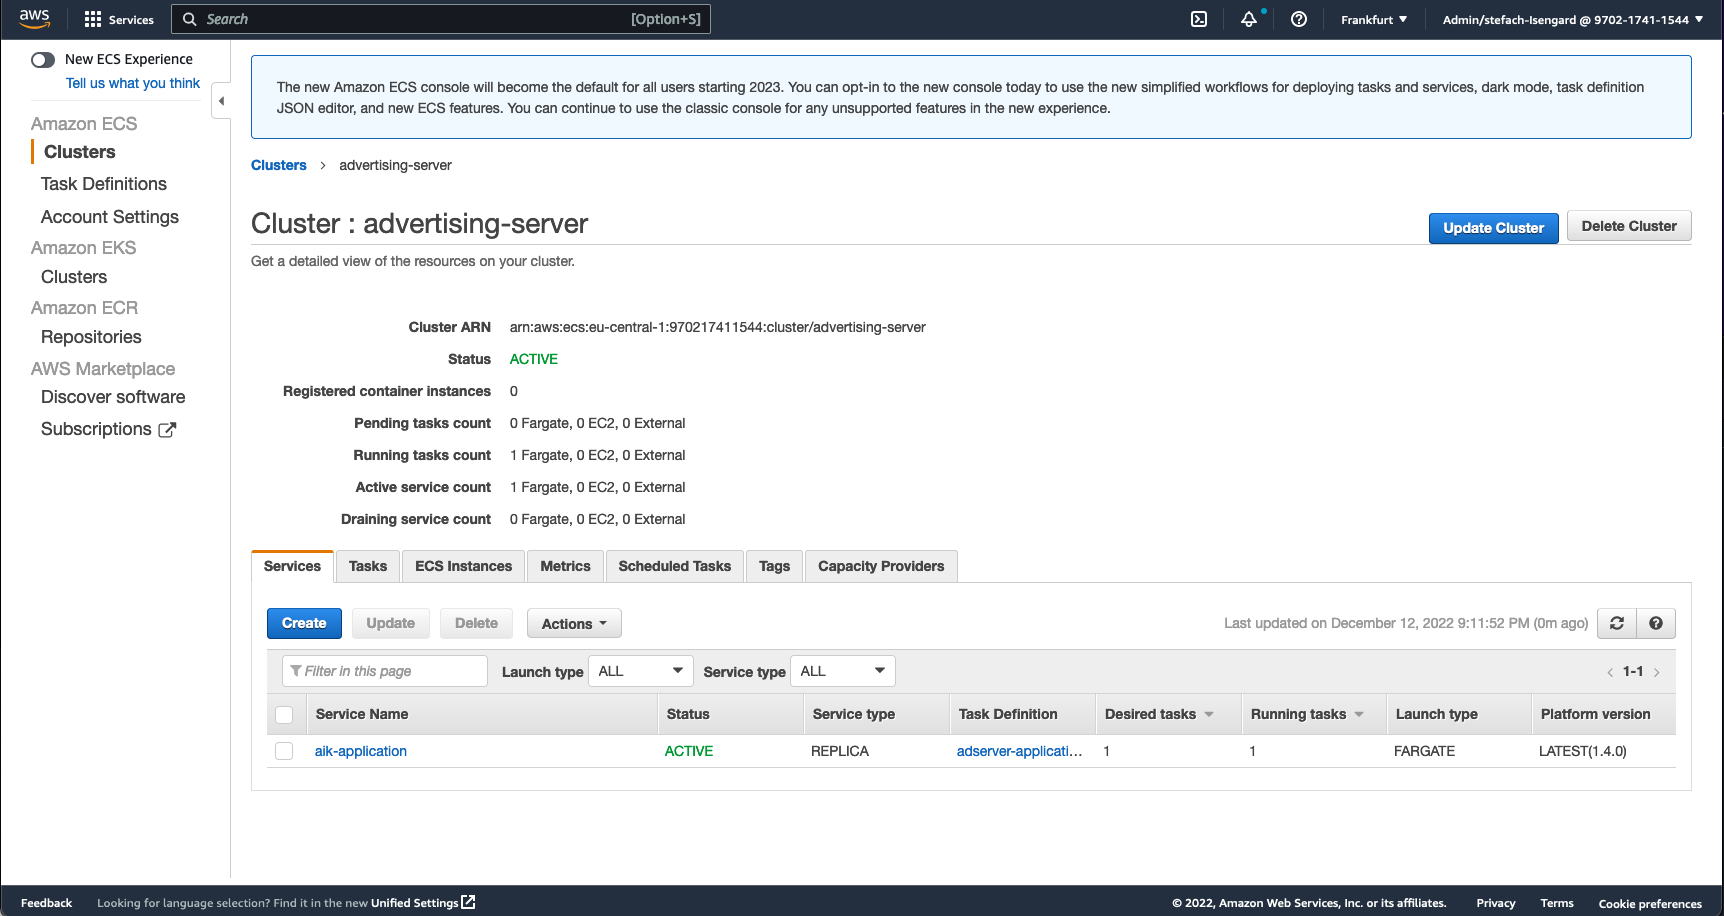 aws
Services
Search
[Option+S]
Frankfurt ▼
Admin/stefach-Isengard @ 9702-1741-1544 ▼
New ECS Experience
Tell us what you think
Amazon ECS
Clusters
Task Definitions
Account Settings
Amazon EKS
Clusters
Amazon ECR
Repositories
AWS Marketplace
Discover software
Subscriptions
The new Amazon ECS console will become the default for all users starting 2023. You can opt-in to the new console today to use the new simplified workflows for deploying tasks and services, dark mode, task definition
JSON editor, and new ECS features. You can continue to use the classic console for any unsupported features in the new experience.
Clusters > advertising-server
Cluster : advertising-server
Update Cluster
Delete Cluster
Get a detailed view of the resources on your cluster.
Cluster ARN arn:aws:ecs:eu-central-1:970217411544:cluster/advertising-server
Status ACTIVE
Registered container instances 0
Pending tasks count 0 Fargate, 0 EC2, 0 External
Running tasks count 1 Fargate, 0 EC2, 0 External
Active service count 1 Fargate, 0 EC2, 0 External
Draining service count 0 Fargate, 0 EC2, 0 External
Services Tasks ECS Instances Metrics Scheduled Tasks Tags Capacity Providers
Create Update Delete Actions
Last updated on December 12, 2022 9:11:52 PM (0m ago)
Filter in this page Launch type ALL Service type ALL < 1-1 >
Service Name Status Service type Task Definition Desired tasks Running tasks Launch type Platform version
aik-application ACTIVE REPLICA adserver-applicati... 1 1 FARGATE LATEST(1.4.0)
Feedback Looking for language selection? Find it in the new Unified Settings
© 2022, Amazon Web Services, Inc. or its affiliates. Privacy Terms Cookie preferences